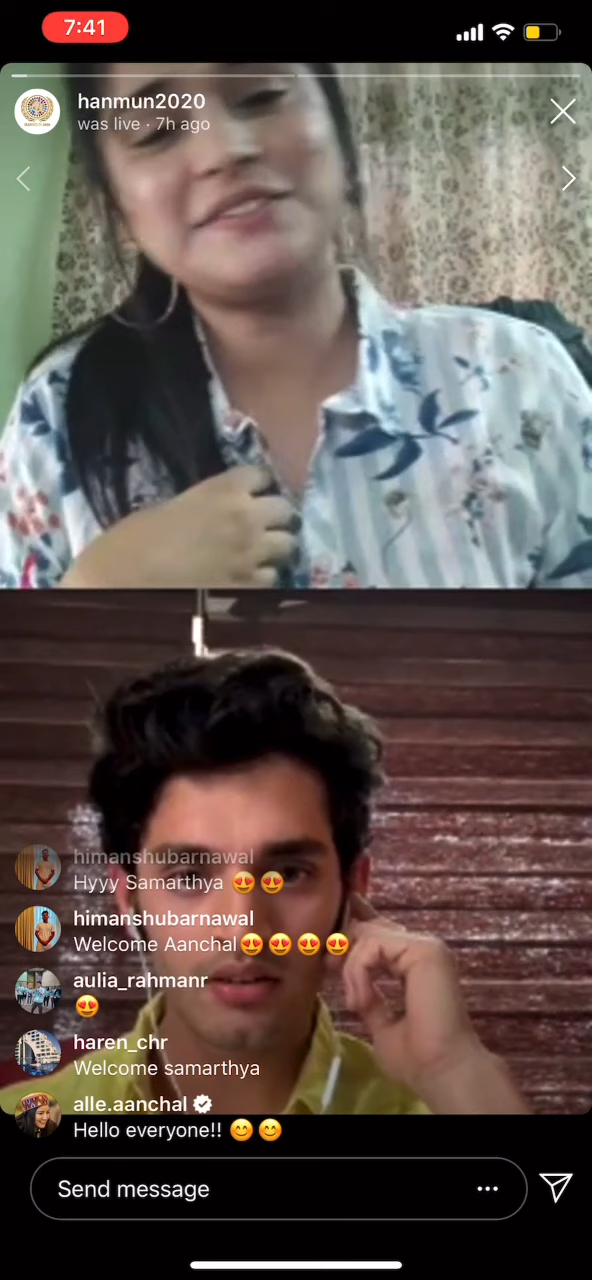 7:41
hanmun2020
was live · 7h ago
himanshubarnawal
Hyyy Samarthya 😍😍
himanshubarnawal
Welcome Aanchal😍😍😍😍
aulia_rahmanr
😍
haren_chr
Welcome samarthya
alle.aanchal
Hello everyone!! 😊😊
Send message